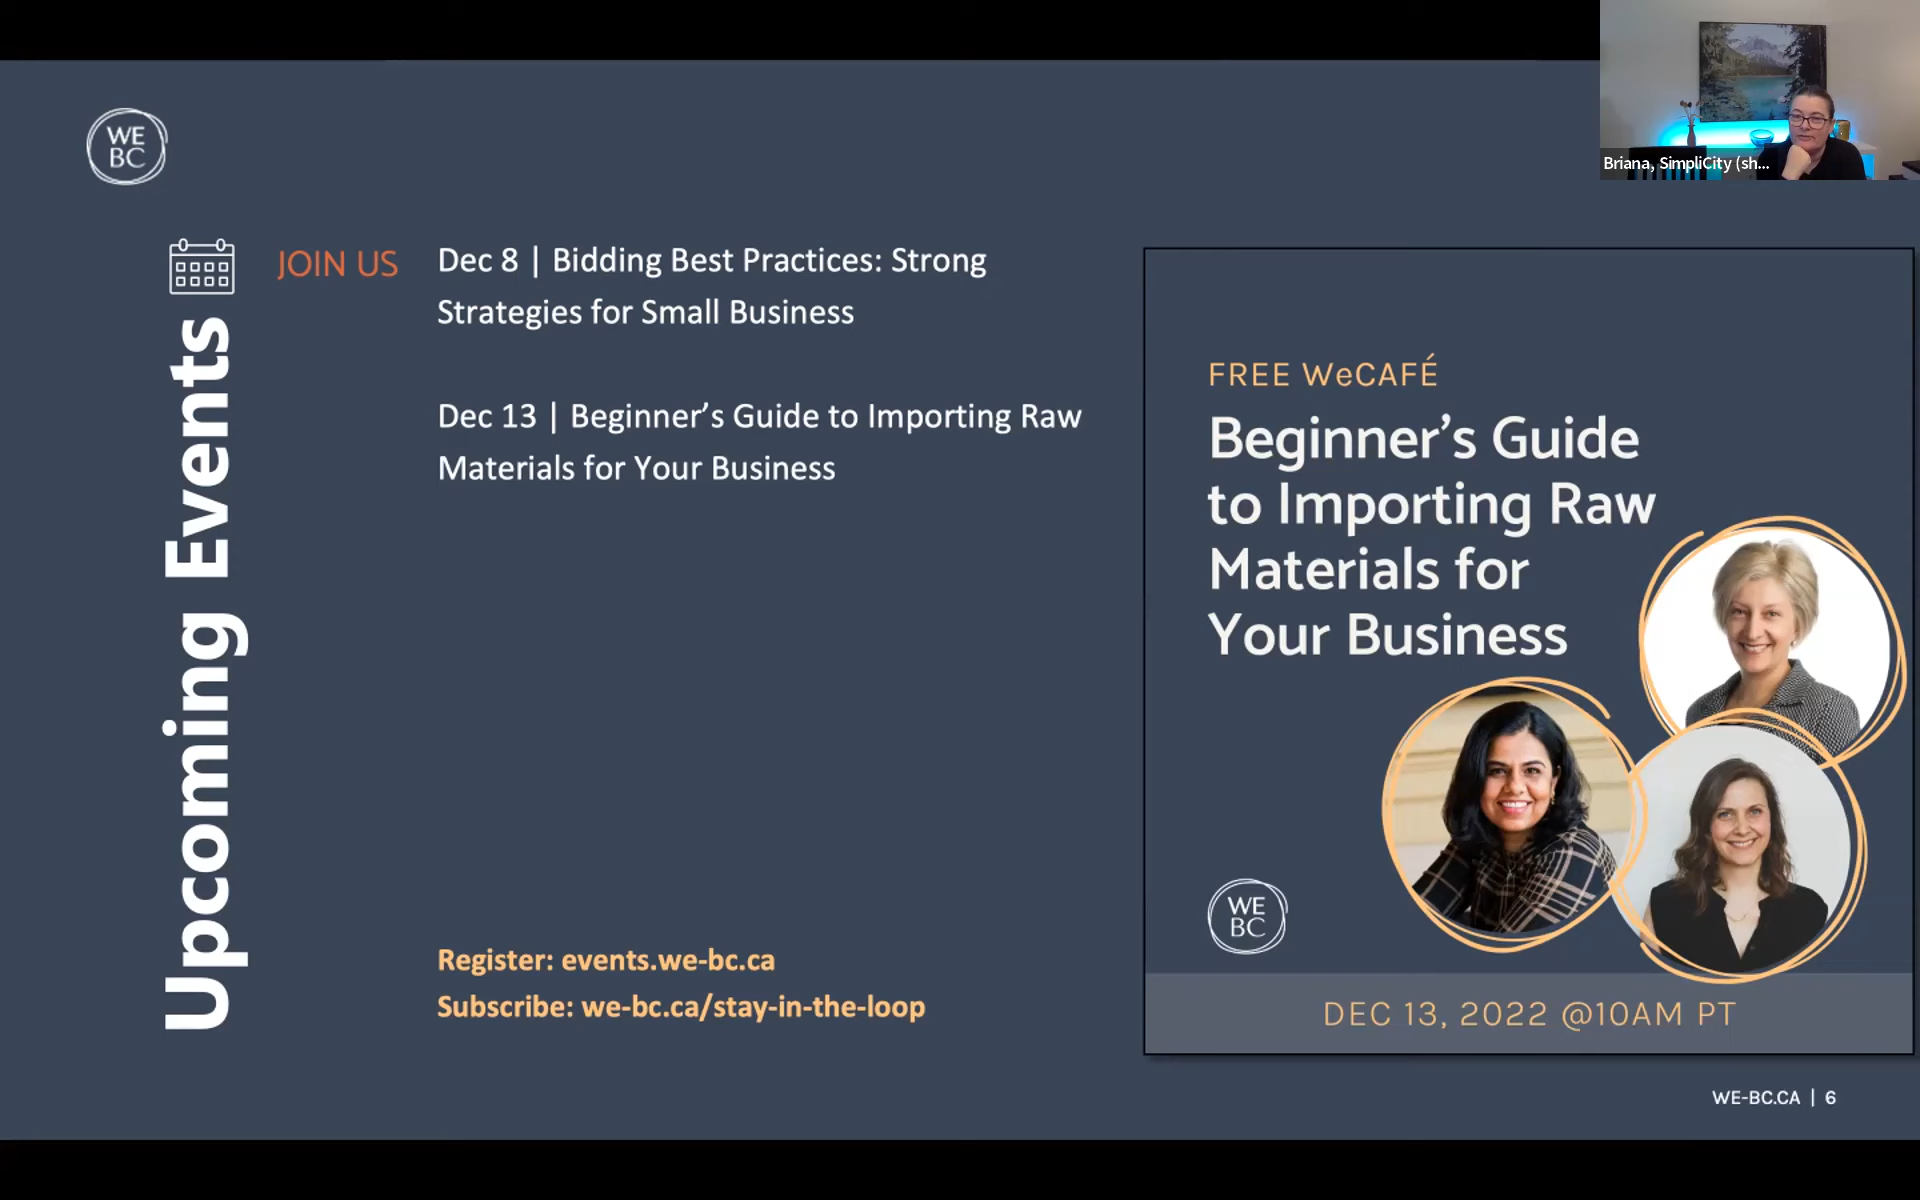 Briana, SimpliCity (sh...
WE
BC
Upcoming Events
JOIN US
Dec 8 | Bidding Best Practices: Strong
Strategies for Small Business
Dec 13 | Beginner’s Guide to Importing Raw
Materials for Your Business
Register: events.we-bc.ca
Subscribe: we-bc.ca/stay-in-the-loop
FREE WeCAFÉ
Beginner’s Guide
to Importing Raw
Materials for
Your Business
WE
BC
DEC 13, 2022 @10AM PT
WE-BC.CA | 6